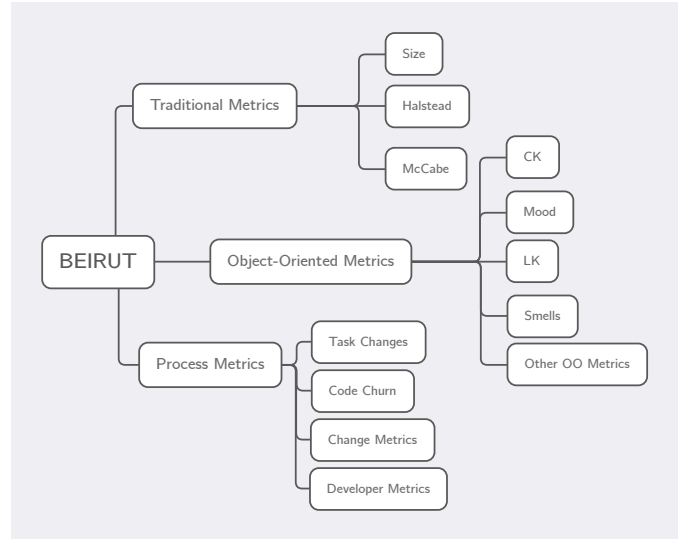 Size
Traditional Metrics
Halstead
McCabe
CK
Mood
BEIRUT
Object-Oriented Metrics
LK
Smells
Task Changes
Process Metrics
Other OO Metrics
Code Churn
Change Metrics
Developer Metrics